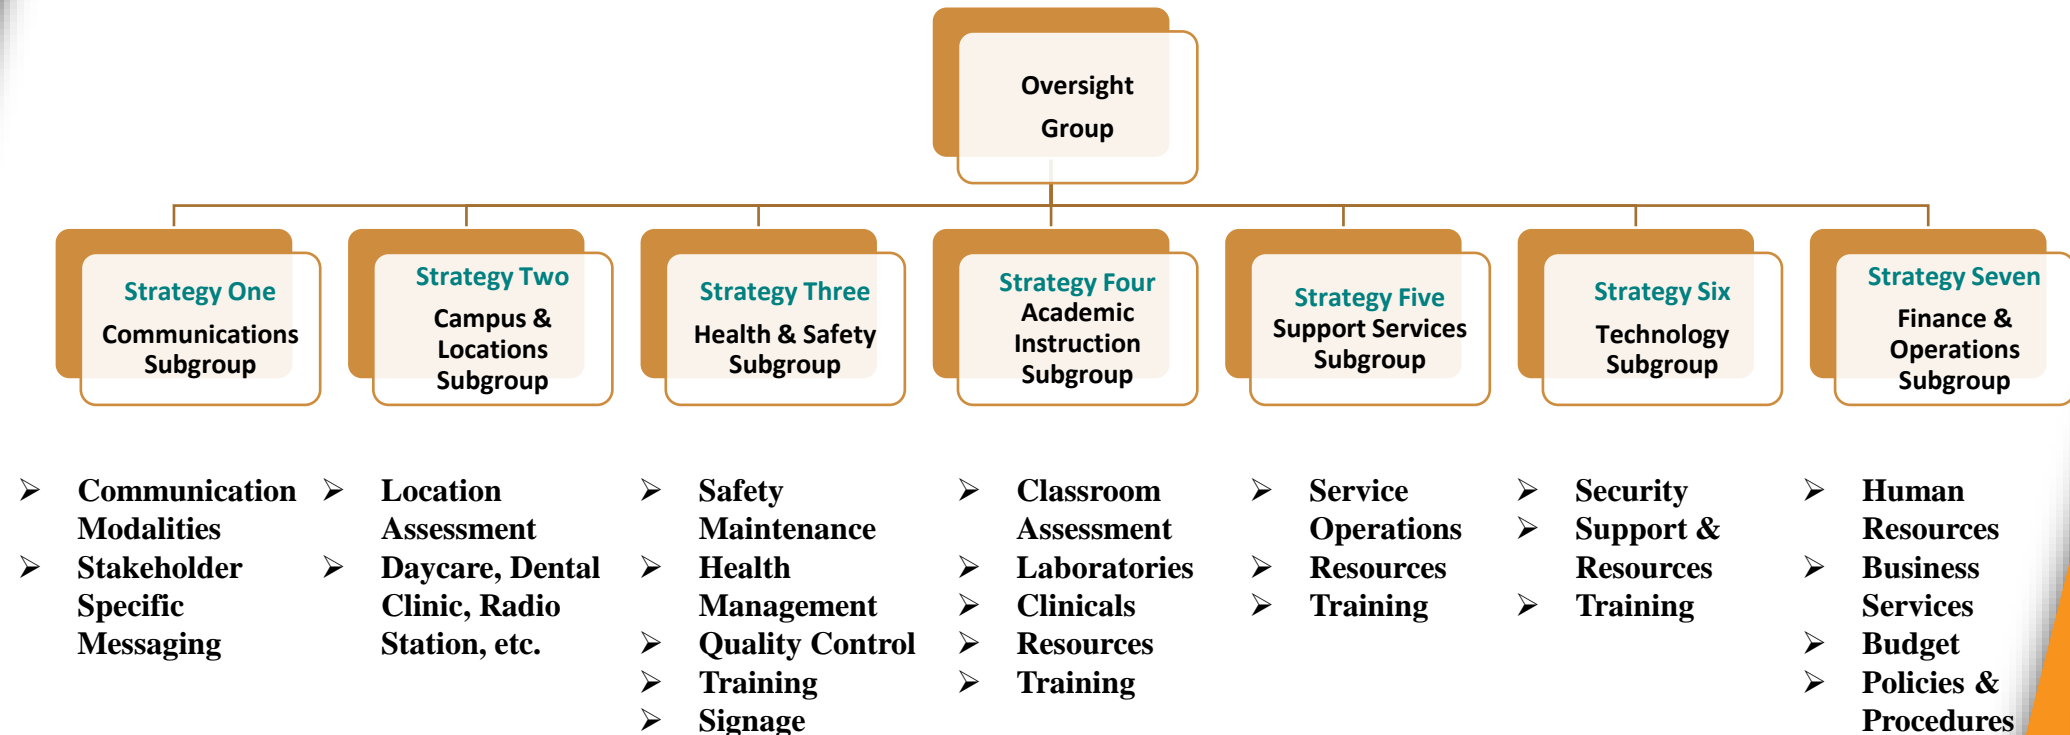 Oversight
Group
Strategy One
Communications
Subgroup
Strategy Two
Campus &
Locations
Subgroup
Strategy Three
Health & Safety
Subgroup
Strategy Four
Academic
Instruction
Subgroup
Strategy Five
Support Services
Subgroup
Strategy Six
Technology
Subgroup
Strategy Seven
Finance &
Operations
Subgroup
➢ Communication
Modalities
➢ Stakeholder
Specific
Messaging
➢ Location
Assessment
➢ Daycare, Dental
Clinic, Radio
Station, etc.
➢ Safety
Maintenance
➢ Health
Management
➢ Quality Control
➢ Training
➢ Signage
➢ Classroom
Assessment
➢ Laboratories
➢ Clinicals
➢ Resources
➢ Training
➢ Service
Operations
➢ Resources
➢ Training
➢ Security
➢ Support &
Resources
➢ Training
➢ Human
Resources
➢ Business
Services
➢ Budget
➢ Policies &
Procedures